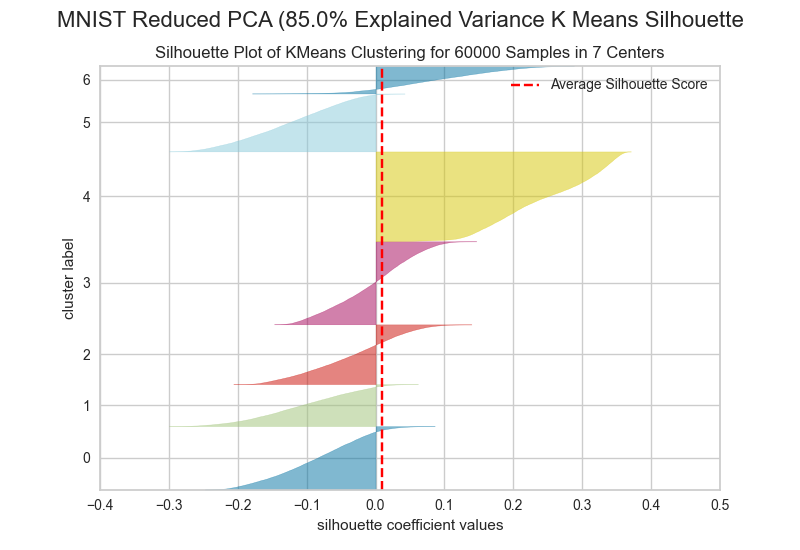 MNIST Reduced PCA (85.0% Explained Variance K Means Silhouette
Silhouette Plot of KMeans Clustering for 60000 Samples in 7 Centers
Average Silhouette Score
cluster label
6
5
4
3
2
1
0
−0.4 −0.3 −0.2 −0.1 0.0 0.1 0.2 0.3 0.4 0.5
silhouette coefficient values